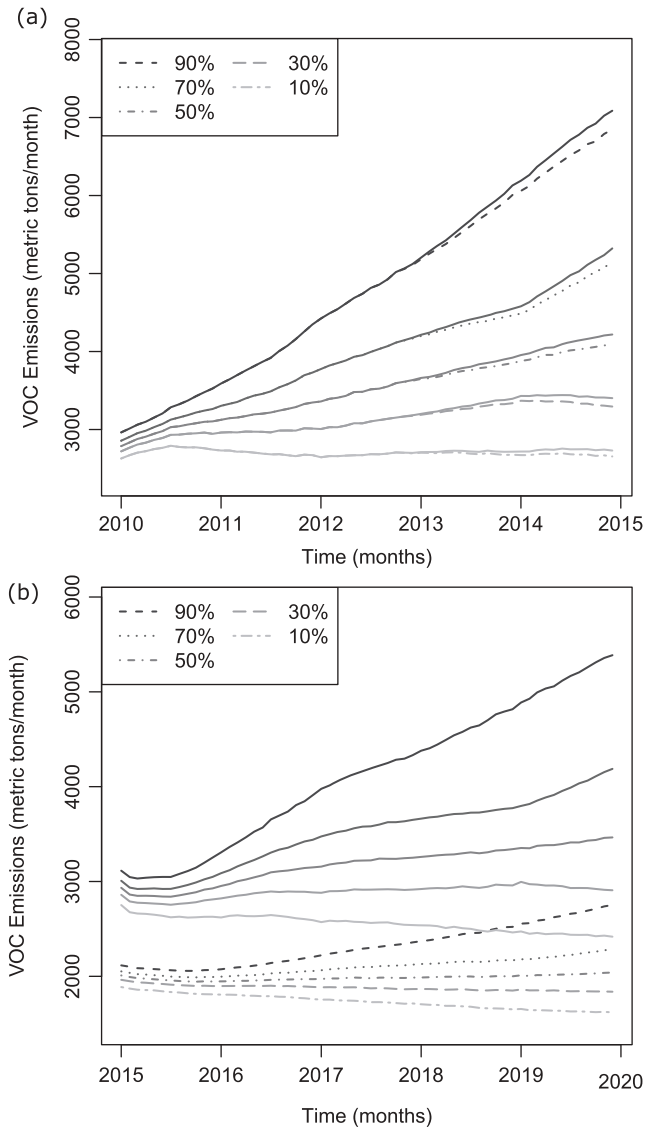 (a)
VOC Emissions (metric tons/month)
8000
7000
6000
5000
4000
3000
90% 30%
70% 10%
50%
2010 2011 2012 2013 2014 2015
Time (months)
(b)
VOC Emissions (metric tons/month)
6000
5000
4000
3000
2000
90% 30%
70% 10%
50%
2015 2016 2017 2018 2019 2020
Time (months)